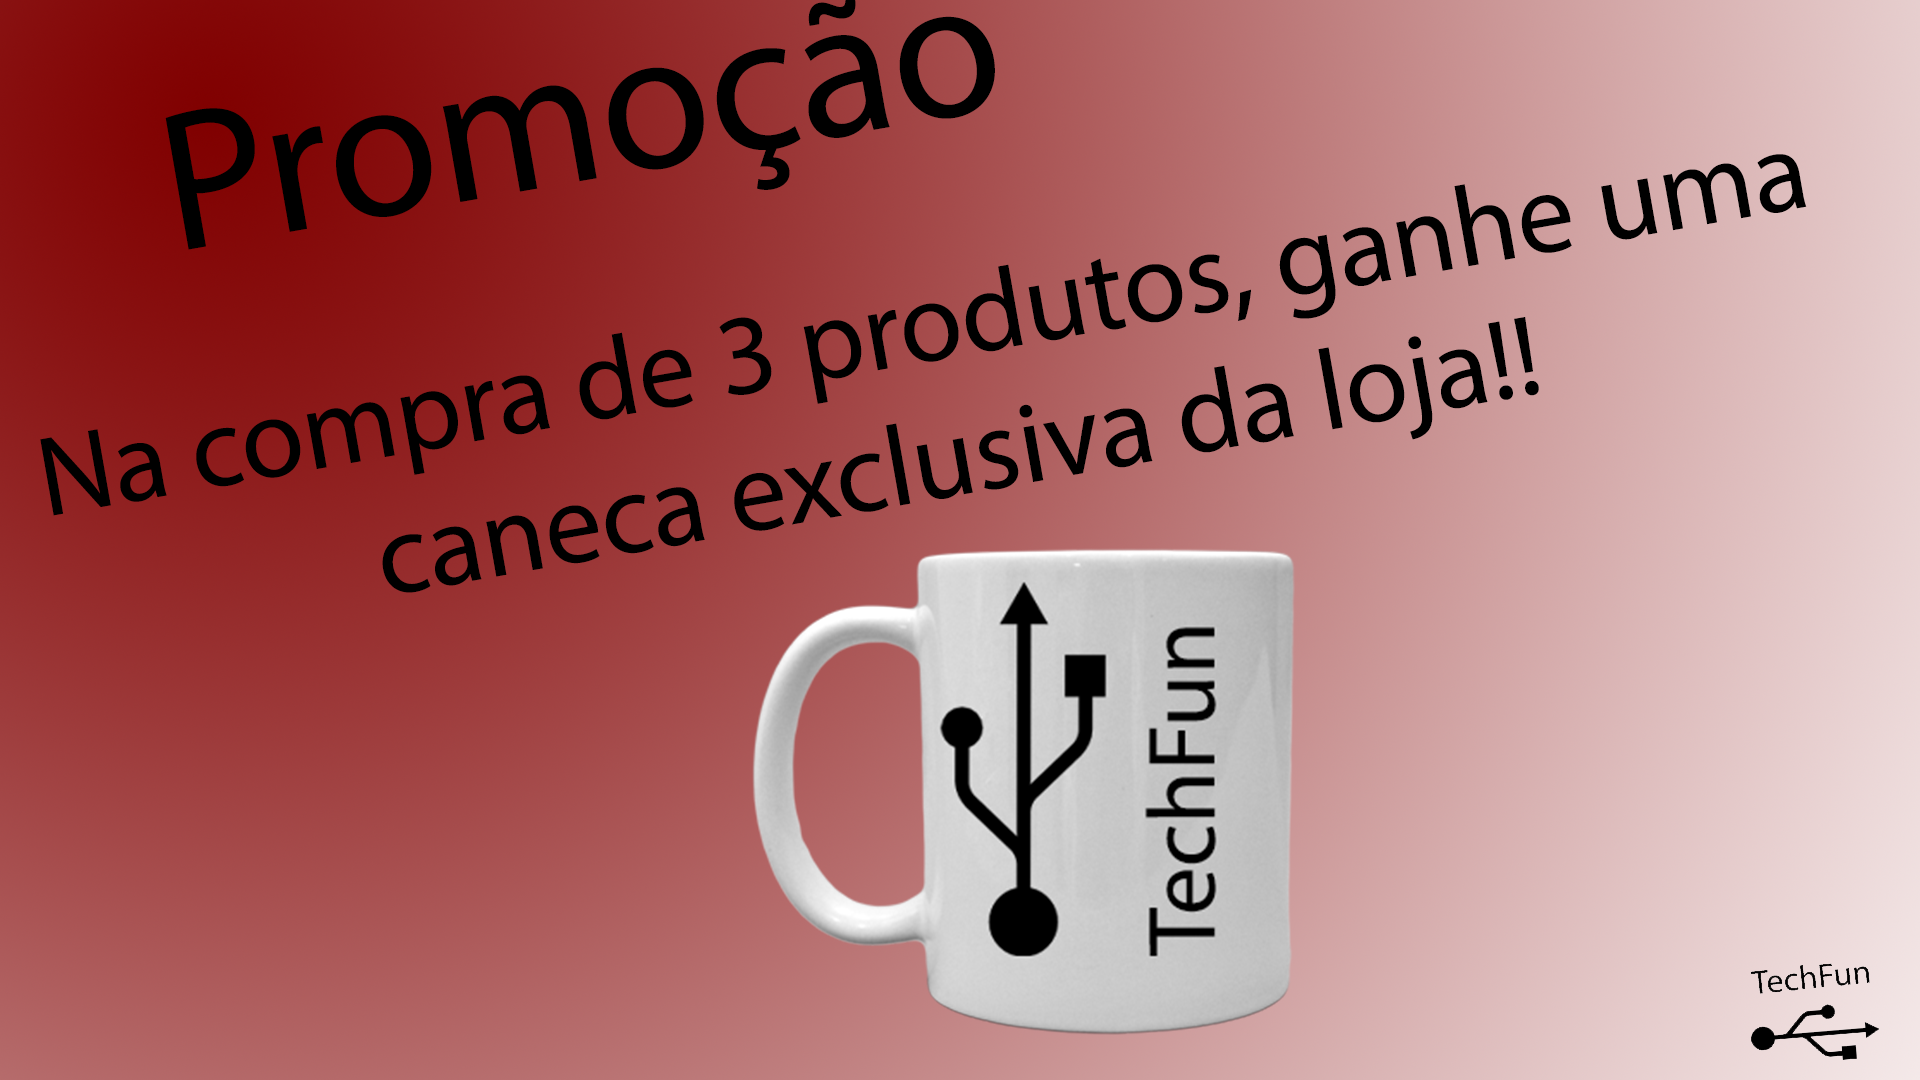 Promoção
Na compra de 3 produtos, ganhe uma
caneca exclusiva da loja!!
TechFun
TechFun